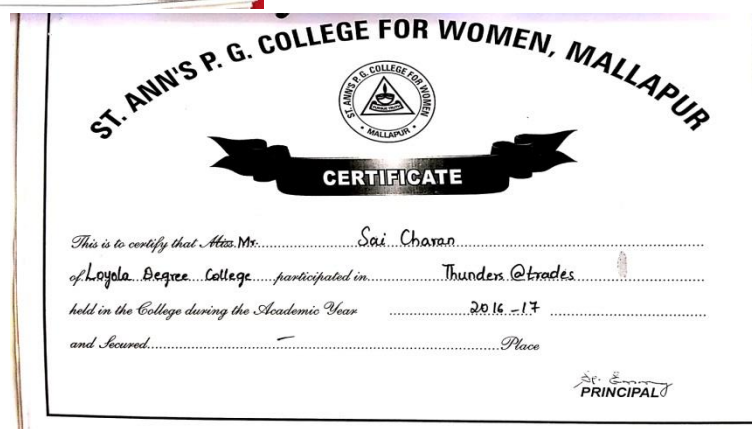 ST. ANN'S P. G. COLLEGE FOR WOMEN, MALLAPUR
ST. ANN'S P. G. COLLEGE FOR WOMEN
MALLAPUR
CERTIFICATE
This is to certify that Miss Mr. Sai Charan
of Loyola Degree College participated in Thunders @trades
held in the College during the Academic Year 2016-17
and Secured – Place
PRINCIPAL